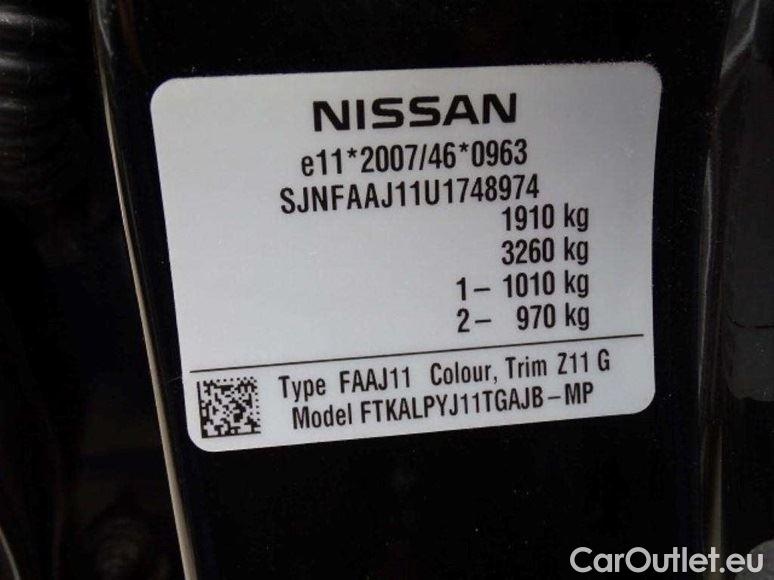 NISSAN
e11*2007/46*0963
SJNFAAJ11U1748974
1910 kg
3260 kg
1- 1010 kg
2- 970 kg
Type FAAJ11 Colour, Trim Z11 G
Model FTKALPYJ11TGAJB-MP
CarOutlet.eu